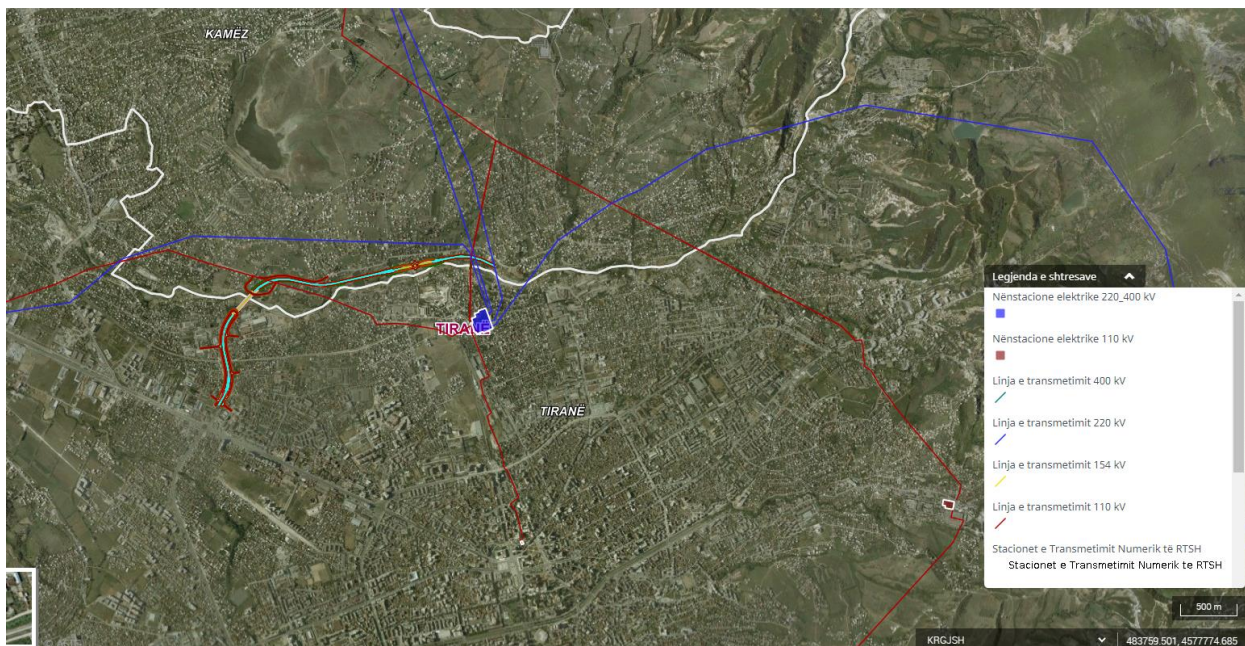 KAMËZ
TIRANË
TIRANË
Legjenda e shtresave
Nënstacione elektrike 220_400 kV
Nënstacione elektrike 110 kV
Linja e transmetimit 400 kV
Linja e transmetimit 220 kV
Linja e transmetimit 154 kV
Linja e transmetimit 110 kV
Stacionet e Transmetimit Numerik të RTSH
Stacionet e Transmetimit Numerik te RTSH
500 m
KRGJSH
483759.501, 4577774.685